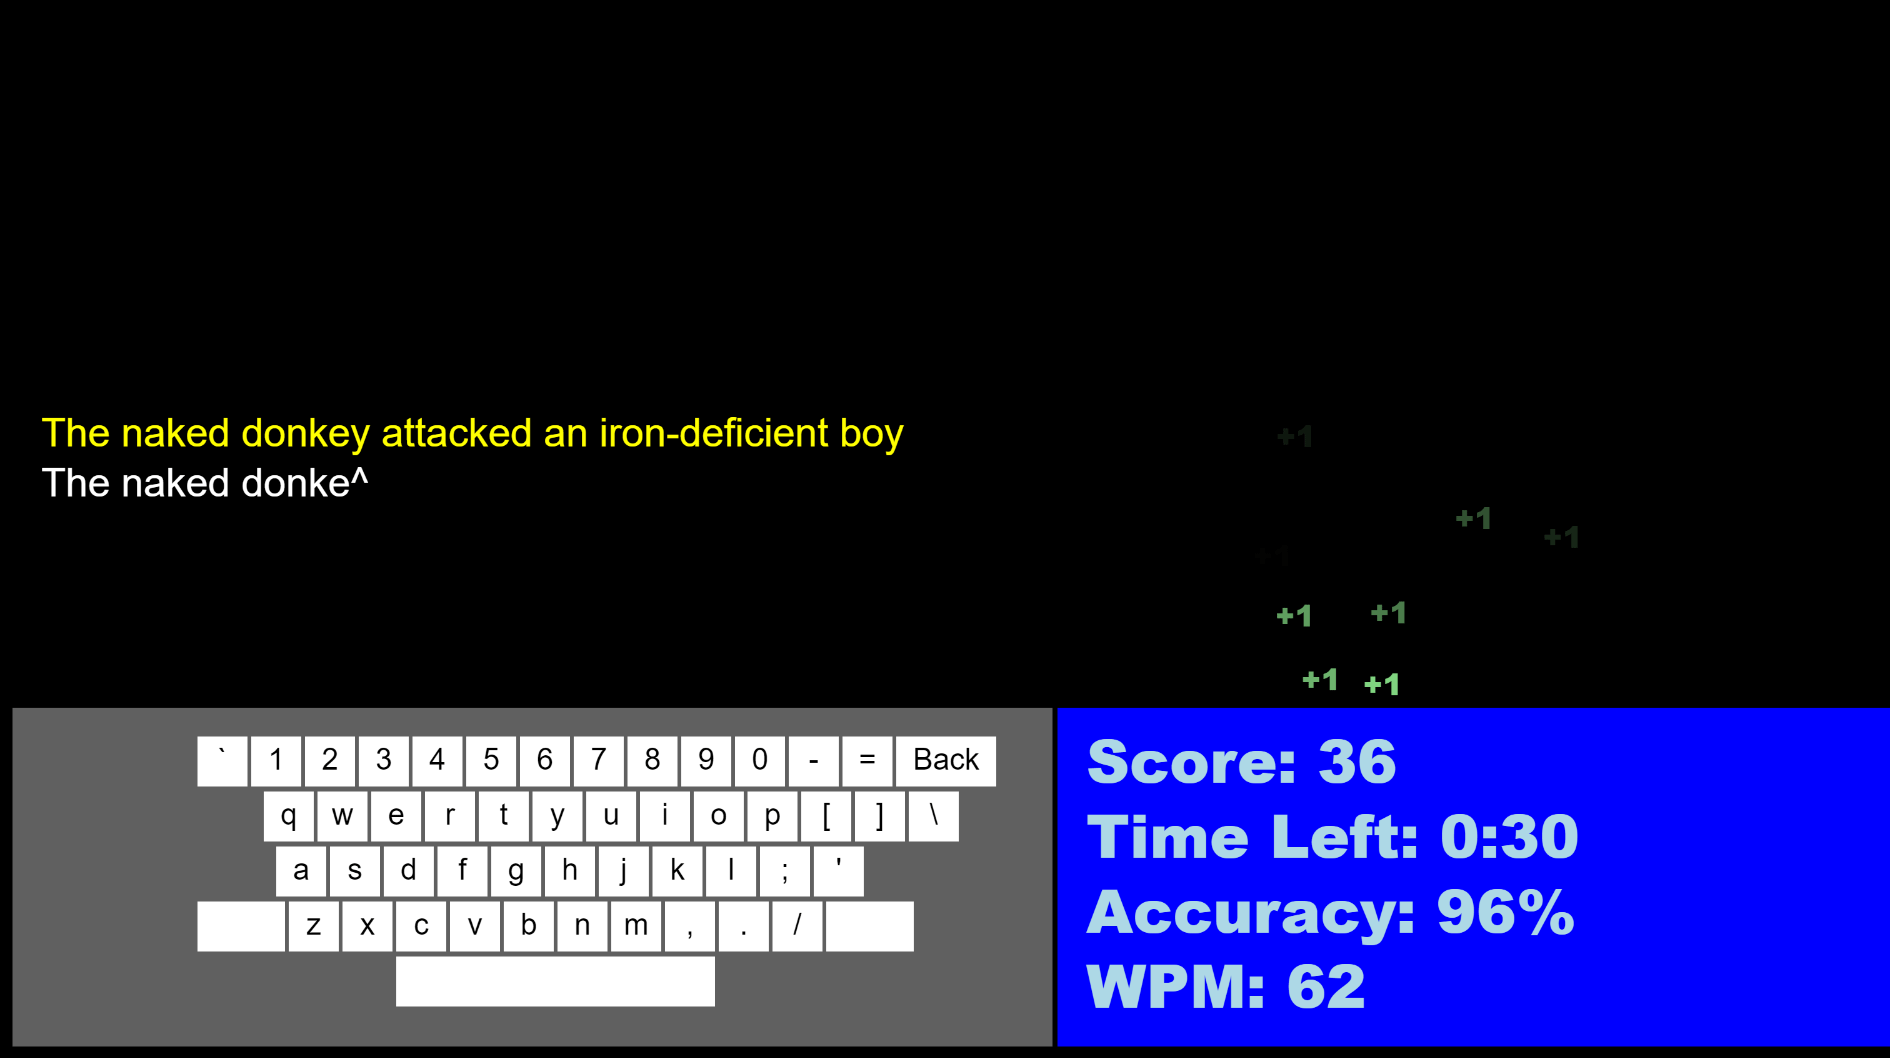 The naked donkey attacked an iron-deficient boy
The naked donke^
+1
+1
+1
+1
+1
+1
+1
+1
` 1 2 3 4 5 6 7 8 9 0 - = Back
q w e r t y u i o p [ ] \
a s d f g h j k l ; '
z x c v b n m , . /
Score: 36
Time Left: 0:30
Accuracy: 96%
WPM: 62